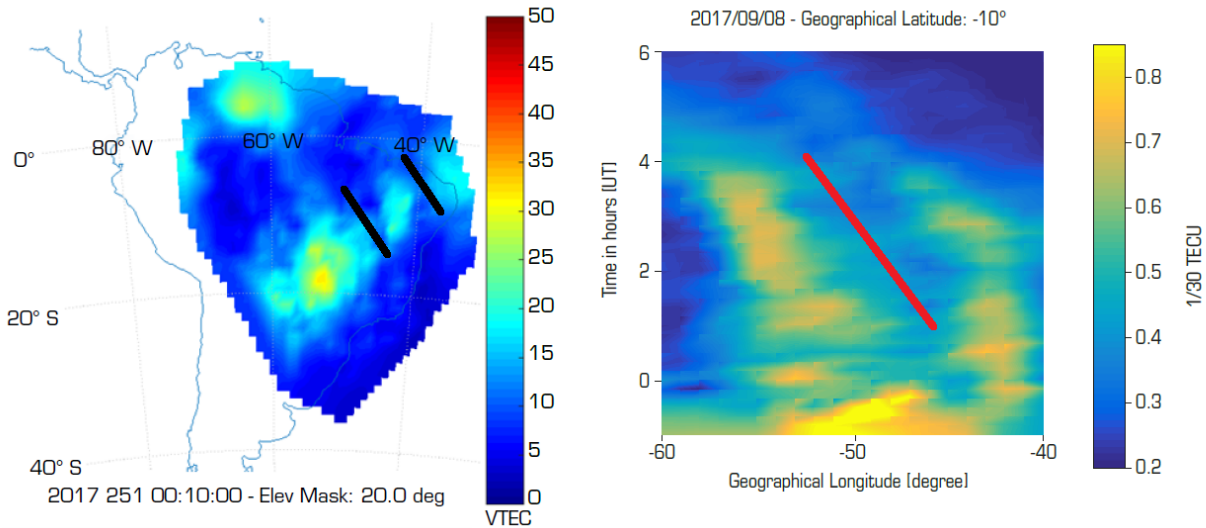 50
45
40
35
30
25
20
15
10
5
0
VTEC
80° W
60° W
40° W
0°
20° S
40° S
2017 251 00:10:00 - Elev Mask: 20.0 deg
2017/09/08 - Geographical Latitude: -10°
Time in hours [UT]
6
4
2
0
-60
-50
-40
Geographical Longitude [degree]
0.8
0.7
0.6
0.5
0.4
0.3
0.2
1/30 TECU